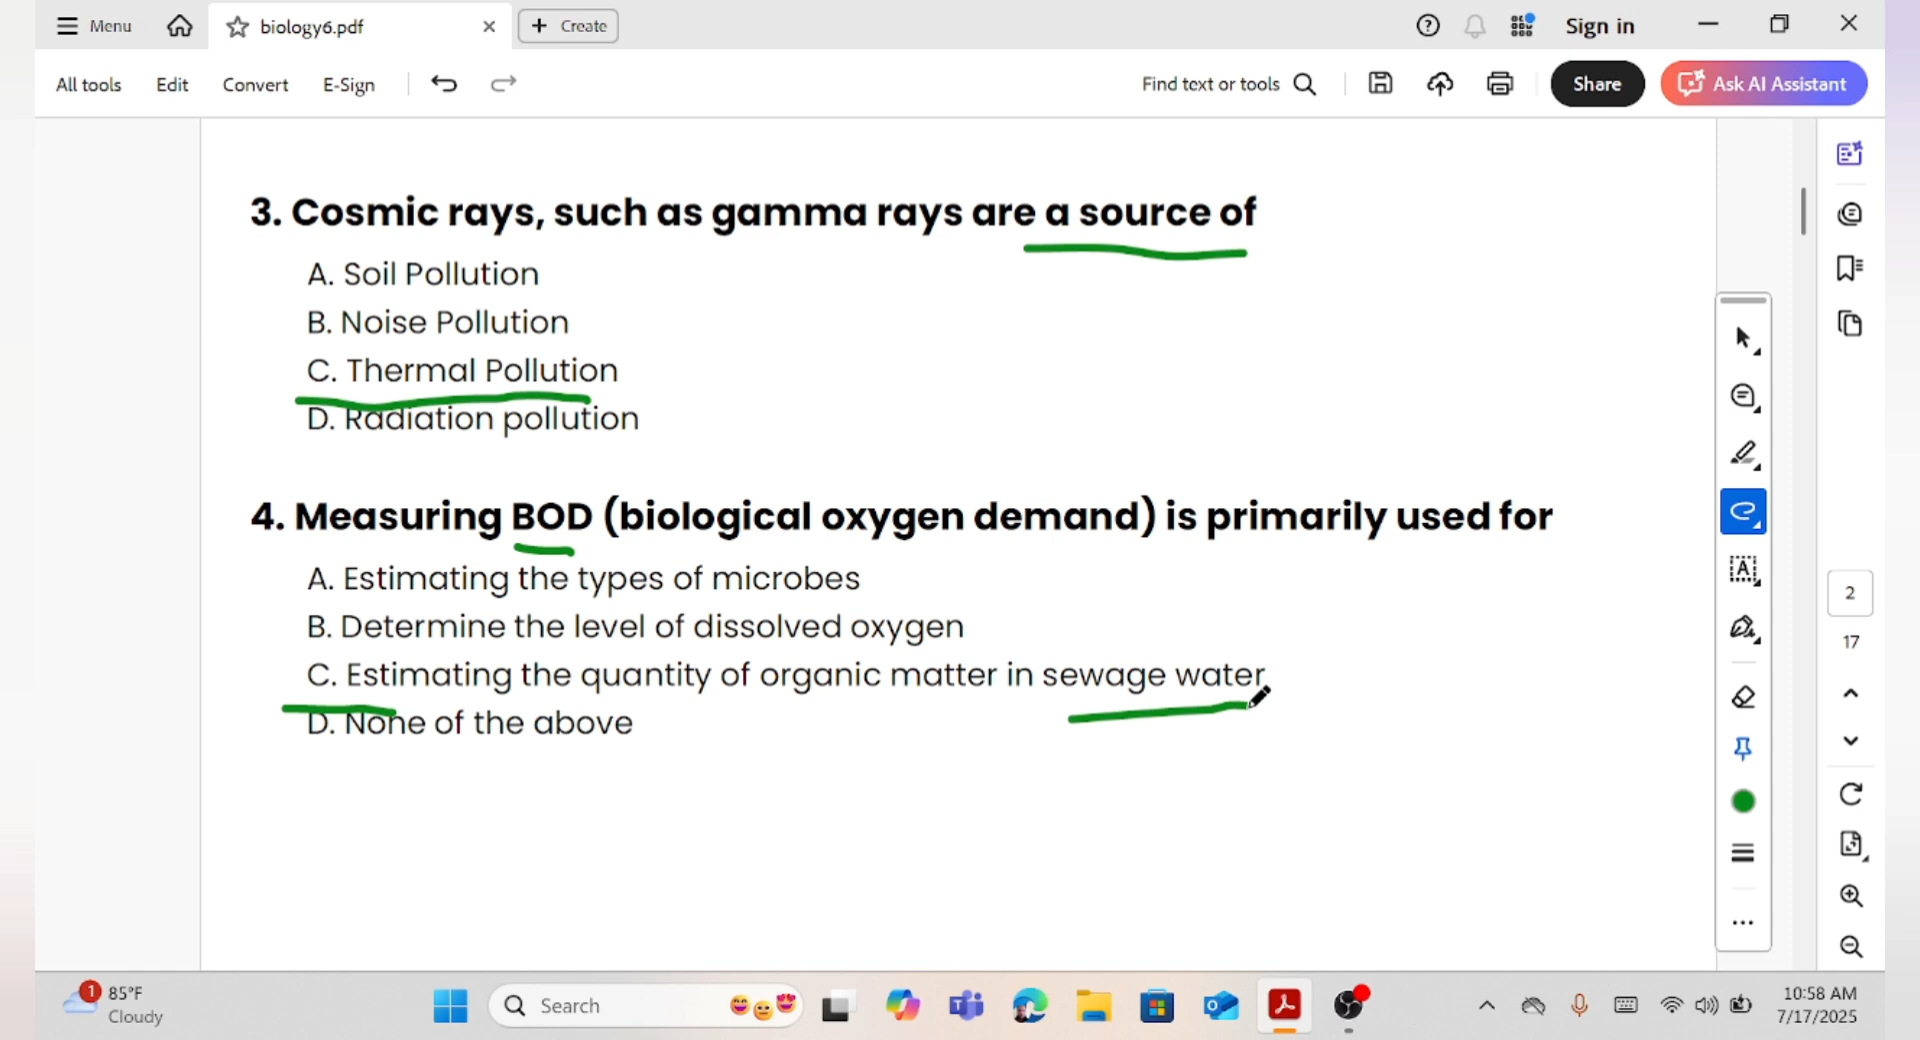 Menu
biology6.pdf
Create
Sign in
All tools
Edit
Convert
E-Sign
Find text or tools
Share
Ask AI Assistant
3. Cosmic rays, such as gamma rays are a source of
A. Soil Pollution
B. Noise Pollution
C. Thermal Pollution
D. Radiation pollution
4. Measuring BOD (biological oxygen demand) is primarily used for
A. Estimating the types of microbes
B. Determine the level of dissolved oxygen
C. Estimating the quantity of organic matter in sewage water
D. None of the above
2
17
1
85°F
Cloudy
Search
10:58 AM
7/17/2025